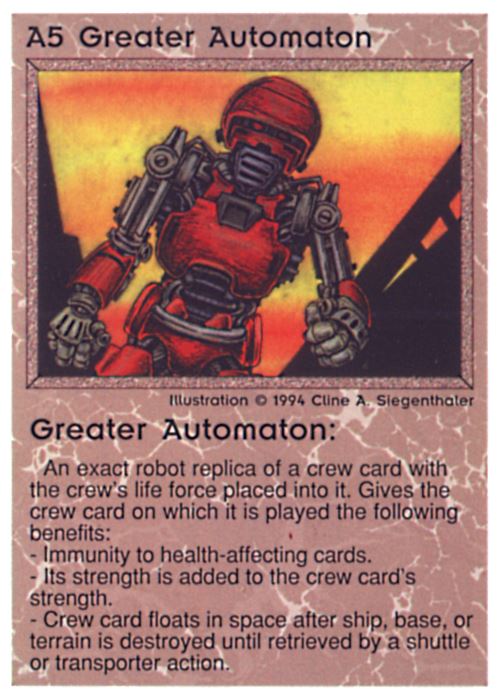 A5 Greater Automaton
Illustration © 1994 Cline A. Siegenthaler
Greater Automaton:
An exact robot replica of a crew card with
the crew's life force placed into it. Gives the
crew card on which it is played the following
benefits:
- Immunity to health-affecting cards.
- Its strength is added to the crew card's
strength.
- Crew card floats in space after ship, base, or
terrain is destroyed until retrieved by a shuttle
or transporter action.